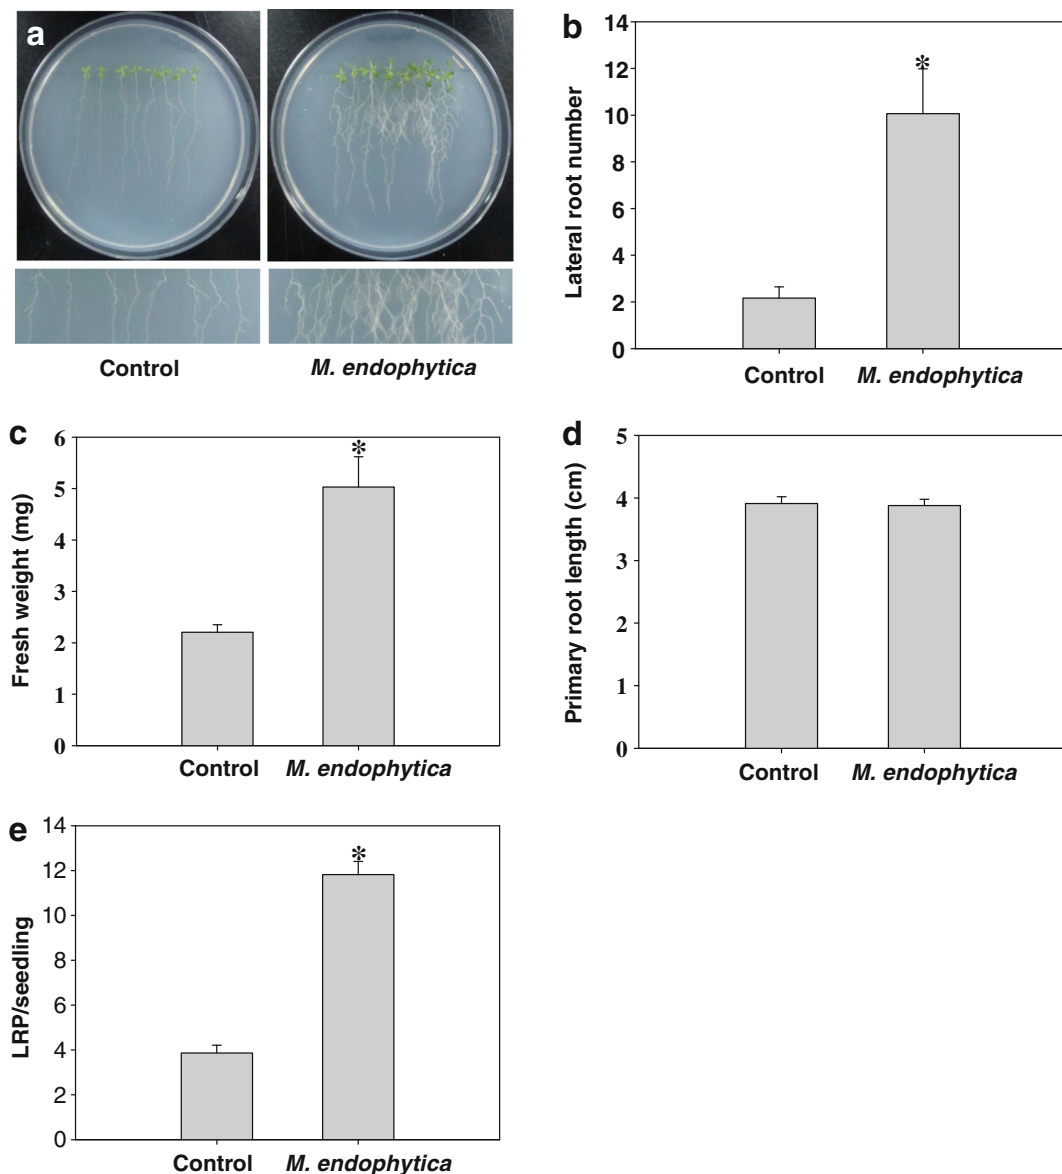 a
Control
M. endophytica
b
Lateral root number
14
12
10
8
6
4
2
0
*
Control
M. endophytica
c
Fresh weight (mg)
6
5
4
3
2
1
0
*
Control
M. endophytica
d
Primary root length (cm)
5
4
3
2
1
0
Control
M. endophytica
e
LRP/seedling
14
12
10
8
6
4
2
0
*
Control
M. endophytica